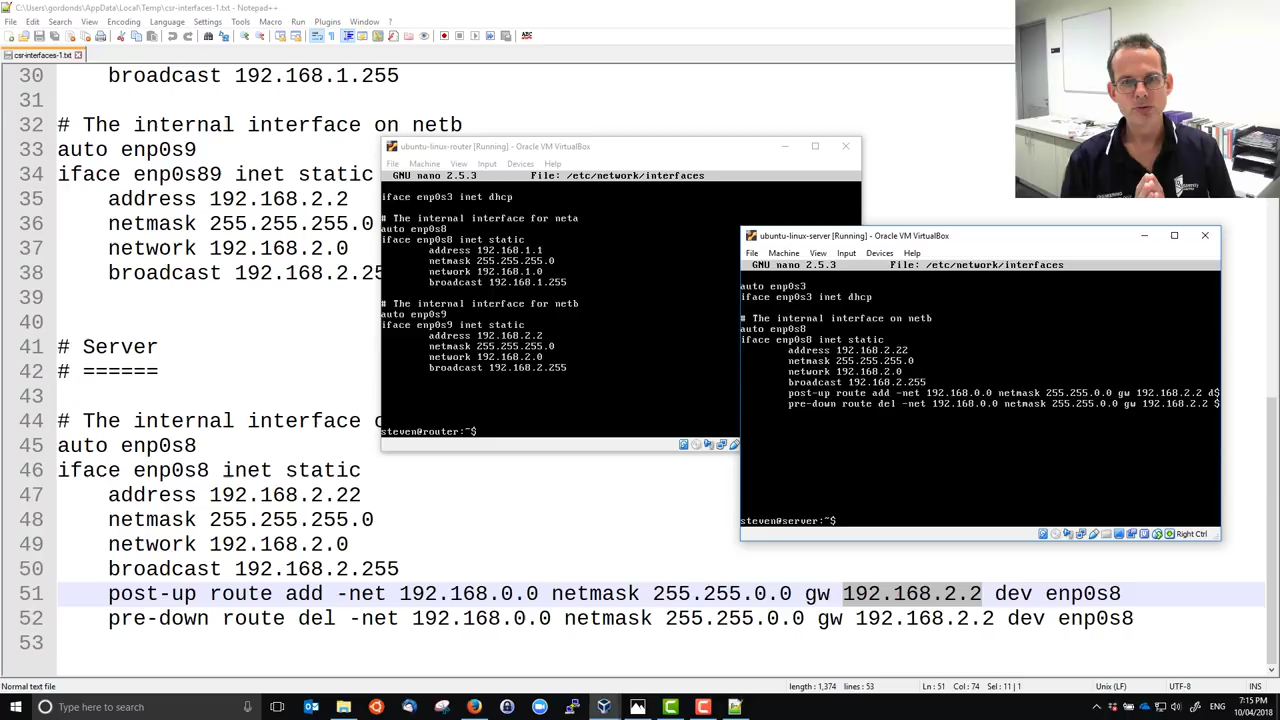 C:\Users\gordonds\AppData\Local\Temp\csr-interfaces-1.txt - Notepad++
File Edit Search View Encoding Language Settings Tools Macro Run Plugins Window ?
csr-interfaces-1.txt
30 broadcast 192.168.1.255
31
32 # The internal interface on netb
33 auto enp0s9
34 iface enp0s89 inet static
35 address 192.168.2.2
36 netmask 255.255.255.0
37 network 192.168.2.0
38 broadcast 192.168.2.25
39
40
41 # Server
42 # ======
43
44 # The internal interface
45 auto enp0s8
46 iface enp0s8 inet static
47 address 192.168.2.22
48 netmask 255.255.255.0
49 network 192.168.2.0
50 broadcast 192.168.2.255
51 post-up route add -net 192.168.0.0 netmask 255.255.0.0 gw 192.168.2.2 dev enp0s8
52 pre-down route del -net 192.168.0.0 netmask 255.255.0.0 gw 192.168.2.2 dev enp0s8
53
ubuntu-linux-router [Running] - Oracle VM VirtualBox
File Machine View Input Devices Help
GNU nano 2.5.3 File: /etc/network/interfaces
iface enp0s3 inet dhcp
# The internal interface for neta
auto enp0s8
iface enp0s8 inet static
address 192.168.1.1
netmask 255.255.255.0
network 192.168.1.0
broadcast 192.168.1.255
# The internal interface for netb
auto enp0s9
iface enp0s9 inet static
address 192.168.2.2
netmask 255.255.255.0
network 192.168.2.0
broadcast 192.168.2.255
steven@router:~$
ubuntu-linux-server [Running] - Oracle VM VirtualBox
File Machine View Input Devices Help
GNU nano 2.5.3 File: /etc/network/interfaces
auto enp0s3
iface enp0s3 inet dhcp
# The internal interface on netb
auto enp0s8
iface enp0s8 inet static
address 192.168.2.22
netmask 255.255.255.0
network 192.168.2.0
broadcast 192.168.2.255
post-up route add -net 192.168.0.0 netmask 255.255.0.0 gw 192.168.2.2 d$
pre-down route del -net 192.168.0.0 netmask 255.255.0.0 gw 192.168.2.2 $
steven@server:~$
Right Ctrl
Normal text file length : 1,374 lines : 53 Ln : 51 Col : 74 Sel : 11 | 1 Unix (LF) UTF-8 INS
Type here to search
ENG
7:15 PM
10/04/2018